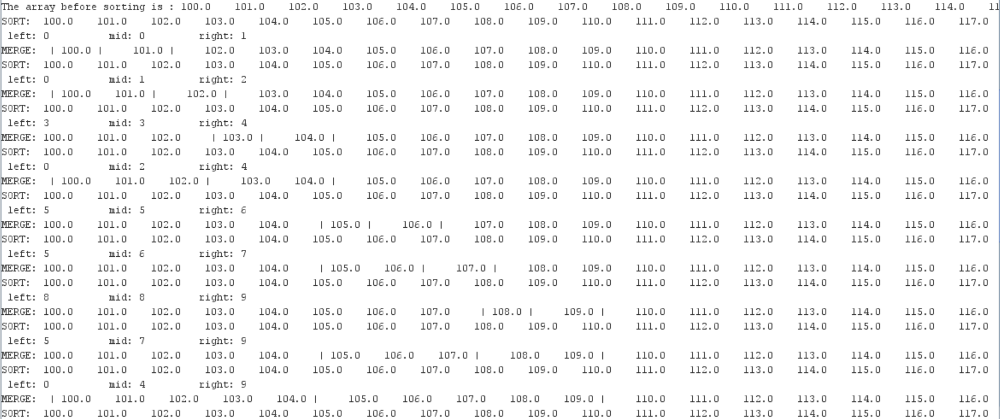 The array before sorting is : 100.0 101.0 102.0 103.0 104.0 105.0 106.0 107.0 108.0 109.0 110.0 111.0 112.0 113.0 114.0 11
SORT: 100.0 101.0 102.0 103.0 104.0 105.0 106.0 107.0 108.0 109.0 110.0 111.0 112.0 113.0 114.0 115.0 116.0 117.0
left: 0 mid: 0 right: 1
MERGE: | 100.0 | 101.0 | 102.0 103.0 104.0 105.0 106.0 107.0 108.0 109.0 110.0 111.0 112.0 113.0 114.0 115.0 116.0
SORT: 100.0 101.0 102.0 103.0 104.0 105.0 106.0 107.0 108.0 109.0 110.0 111.0 112.0 113.0 114.0 115.0 116.0 117.0
left: 0 mid: 1 right: 2
MERGE: | 100.0 101.0 | 102.0 | 103.0 104.0 105.0 106.0 107.0 108.0 109.0 110.0 111.0 112.0 113.0 114.0 115.0 116.0
SORT: 100.0 101.0 102.0 103.0 104.0 105.0 106.0 107.0 108.0 109.0 110.0 111.0 112.0 113.0 114.0 115.0 116.0 117.0
left: 3 mid: 3 right: 4
MERGE: 100.0 101.0 102.0 | 103.0 | 104.0 | 105.0 106.0 107.0 108.0 109.0 110.0 111.0 112.0 113.0 114.0 115.0 116.0
SORT: 100.0 101.0 102.0 103.0 104.0 105.0 106.0 107.0 108.0 109.0 110.0 111.0 112.0 113.0 114.0 115.0 116.0 117.0
left: 0 mid: 2 right: 4
MERGE: | 100.0 101.0 102.0 | 103.0 104.0 | 105.0 106.0 107.0 108.0 109.0 110.0 111.0 112.0 113.0 114.0 115.0 116.0
SORT: 100.0 101.0 102.0 103.0 104.0 105.0 106.0 107.0 108.0 109.0 110.0 111.0 112.0 113.0 114.0 115.0 116.0 117.0
left: 5 mid: 5 right: 6
MERGE: 100.0 101.0 102.0 103.0 104.0 | 105.0 | 106.0 | 107.0 108.0 109.0 110.0 111.0 112.0 113.0 114.0 115.0 116.0
SORT: 100.0 101.0 102.0 103.0 104.0 105.0 106.0 107.0 108.0 109.0 110.0 111.0 112.0 113.0 114.0 115.0 116.0 117.0
left: 5 mid: 6 right: 7
MERGE: 100.0 101.0 102.0 103.0 104.0 | 105.0 106.0 | 107.0 | 108.0 109.0 110.0 111.0 112.0 113.0 114.0 115.0 116.0
SORT: 100.0 101.0 102.0 103.0 104.0 105.0 106.0 107.0 108.0 109.0 110.0 111.0 112.0 113.0 114.0 115.0 116.0 117.0
left: 8 mid: 8 right: 9
MERGE: 100.0 101.0 102.0 103.0 104.0 105.0 106.0 107.0 | 108.0 | 109.0 | 110.0 111.0 112.0 113.0 114.0 115.0 116.0
SORT: 100.0 101.0 102.0 103.0 104.0 105.0 106.0 107.0 108.0 109.0 110.0 111.0 112.0 113.0 114.0 115.0 116.0 117.0
left: 5 mid: 7 right: 9
MERGE: 100.0 101.0 102.0 103.0 104.0 | 105.0 106.0 107.0 | 108.0 109.0 | 110.0 111.0 112.0 113.0 114.0 115.0 116.0
SORT: 100.0 101.0 102.0 103.0 104.0 105.0 106.0 107.0 108.0 109.0 110.0 111.0 112.0 113.0 114.0 115.0 116.0 117.0
left: 0 mid: 4 right: 9
MERGE: | 100.0 101.0 102.0 103.0 104.0 | 105.0 106.0 107.0 108.0 109.0 | 110.0 111.0 112.0 113.0 114.0 115.0 116.0
SORT: 100.0 101.0 102.0 103.0 104.0 105.0 106.0 107.0 108.0 109.0 110.0 111.0 112.0 113.0 114.0 115.0 116.0 117.0